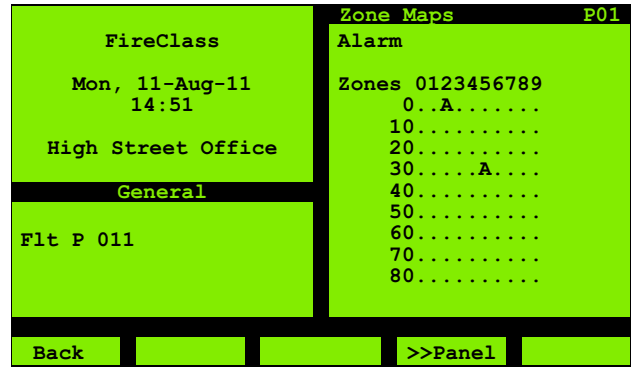 FireClass
Mon, 11-Aug-11
14:51
High Street Office
General
Flt P 011
Zone Maps P01
Alarm
Zones 0123456789
0..A.......
10..........
20..........
30.....A....
40..........
50..........
60..........
70..........
80..........
Back >>Panel